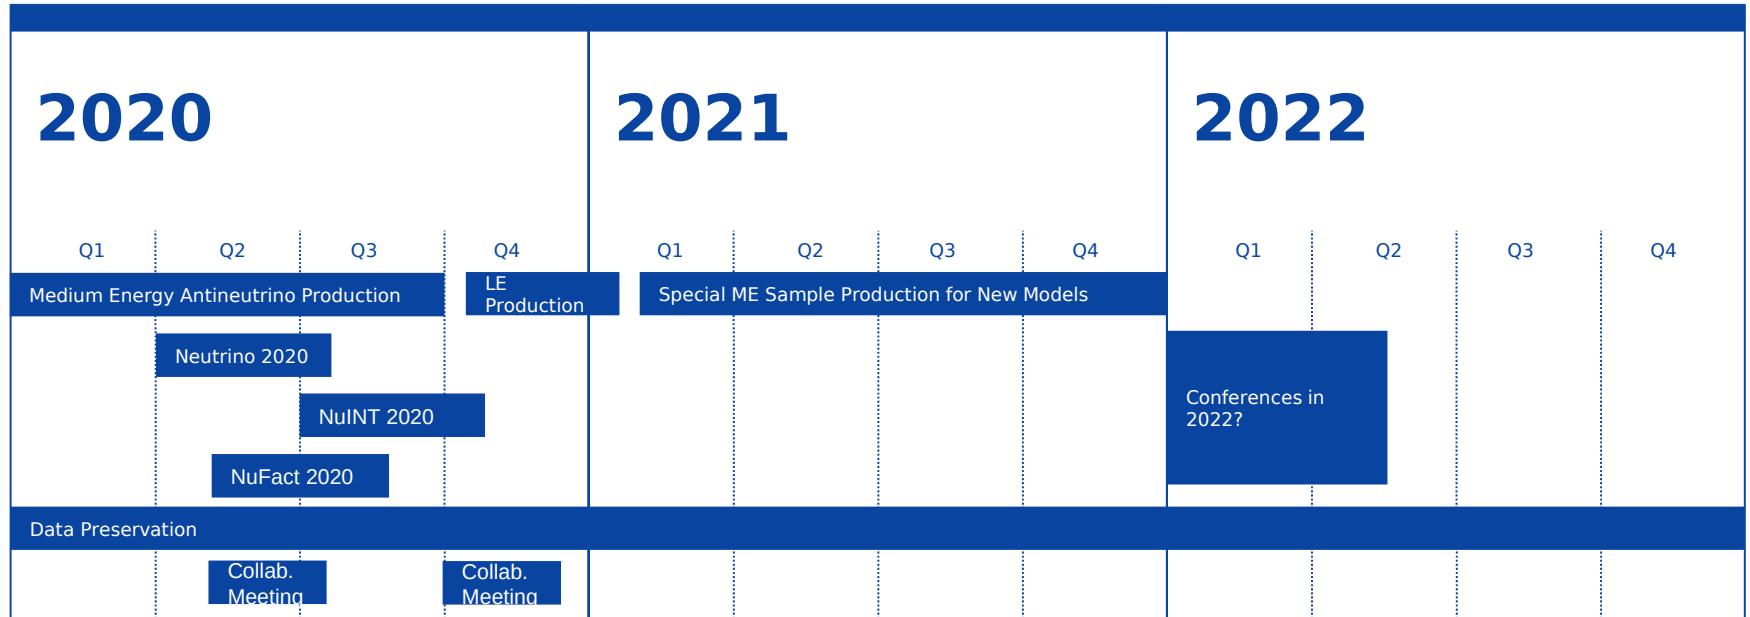 2020
2021
2022
Q1
Q2
Q3
Q4
Q1
Q2
Q3
Q4
Q1
Q2
Q3
Q4
Medium Energy Antineutrino Production
LE
Production
Special ME Sample Production for New Models
Neutrino 2020
NuINT 2020
Conferences in
2022?
NuFact 2020
Data Preservation
Collab.
Meeting
Collab.
Meeting